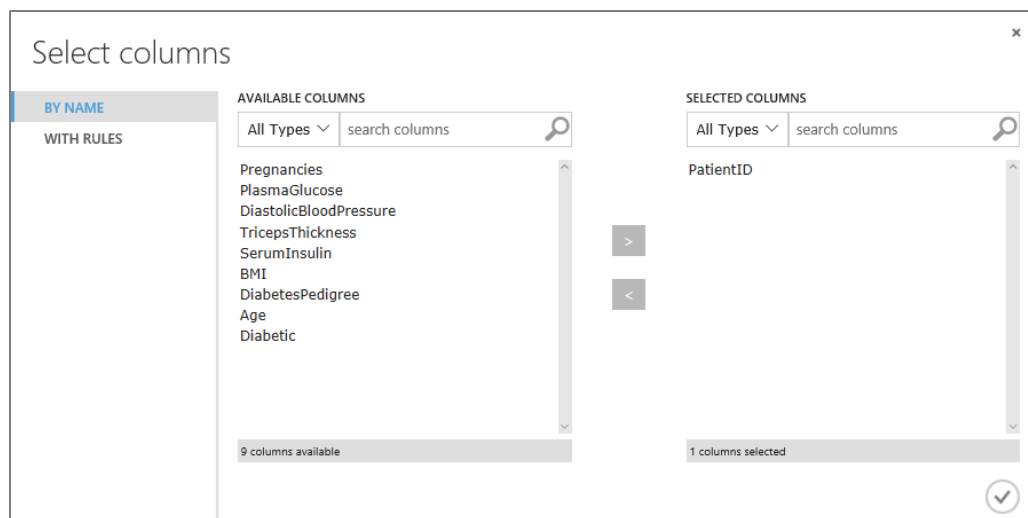 ×
Select columns
BY NAME
WITH RULES
AVAILABLE COLUMNS
All Types
search columns
Pregnancies
PlasmaGlucose
DiastolicBloodPressure
TricepsThickness
SerumInsulin
BMI
DiabetesPedigree
Age
Diabetic
9 columns available
>
<
SELECTED COLUMNS
All Types
search columns
PatientID
1 columns selected